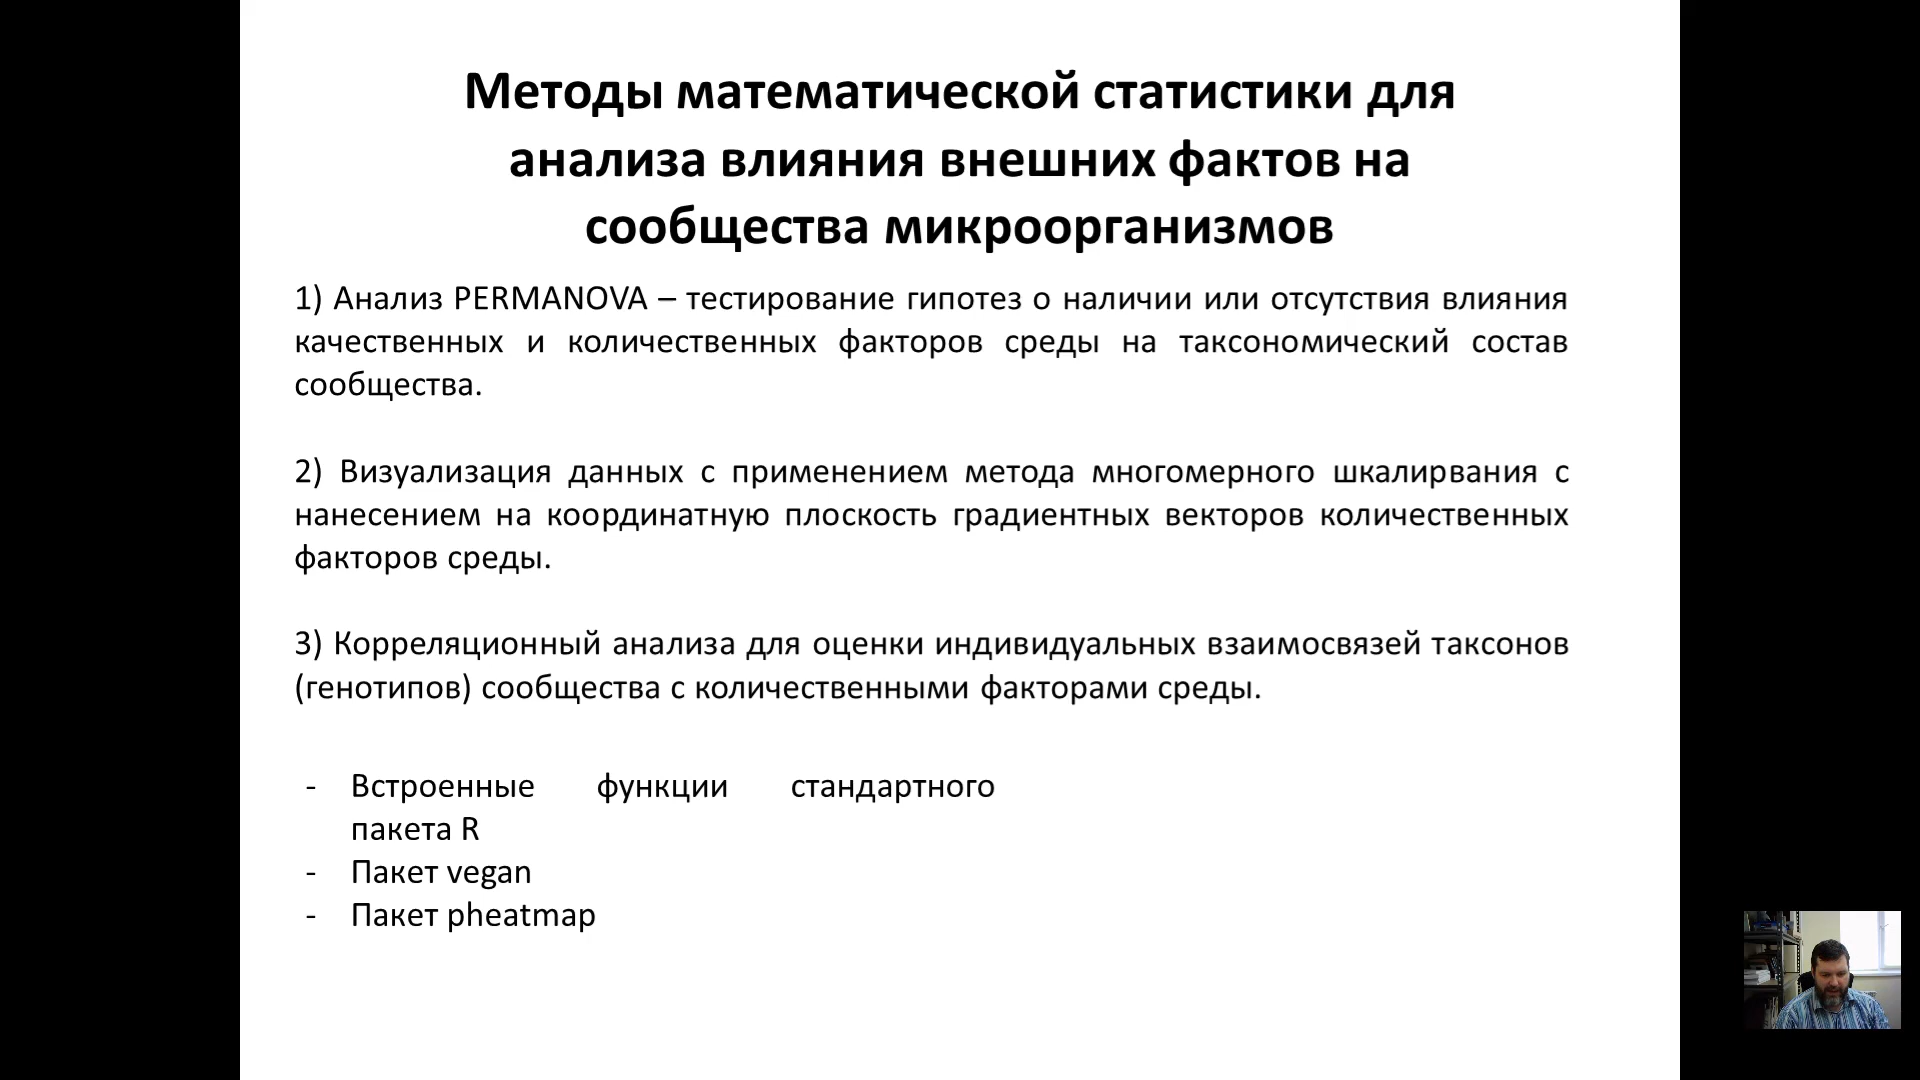 Методы математической статистики для
анализа влияния внешних фактов на
сообщества микроорганизмов
1) Анализ PERMANOVA – тестирование гипотез о наличии или отсутствия влияния
качественных и количественных факторов среды на таксономический состав
сообщества.
2) Визуализация данных с применением метода многомерного шкалирвания с
нанесением на координатную плоскость градиентных векторов количественных
факторов среды.
3) Корреляционный анализа для оценки индивидуальных взаимосвязей таксонов
(генотипов) сообщества с количественными факторами среды.
- Встроенные функции стандартного
пакета R
- Пакет vegan
- Пакет pheatmap